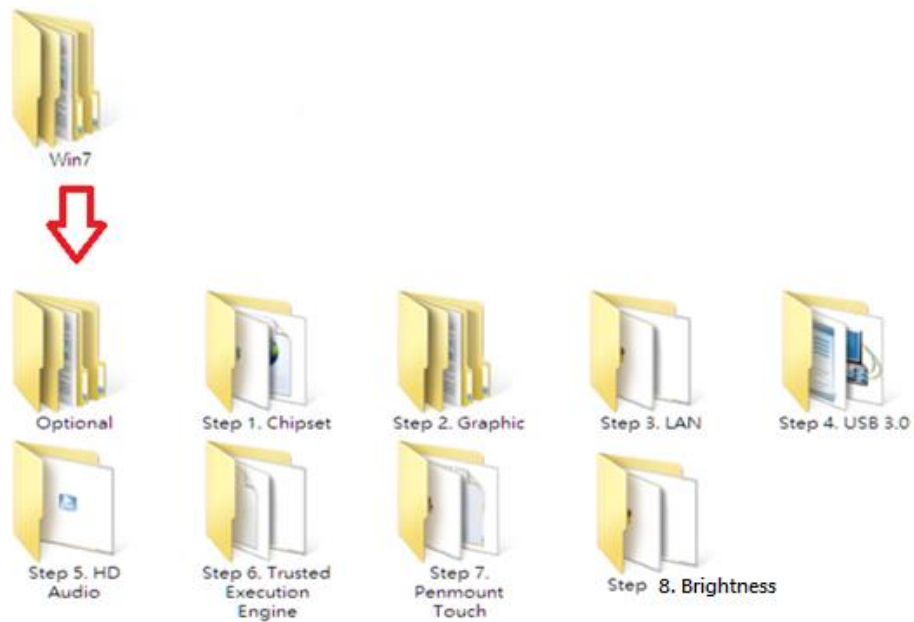 Win7
Optional
Step 1. Chipset
Step 2. Graphic
Step 3. LAN
Step 4. USB 3.0
Step 5. HD
Audio
Step 6. Trusted
Execution
Engine
Step 7.
Penmount
Touch
Step 8. Brightness